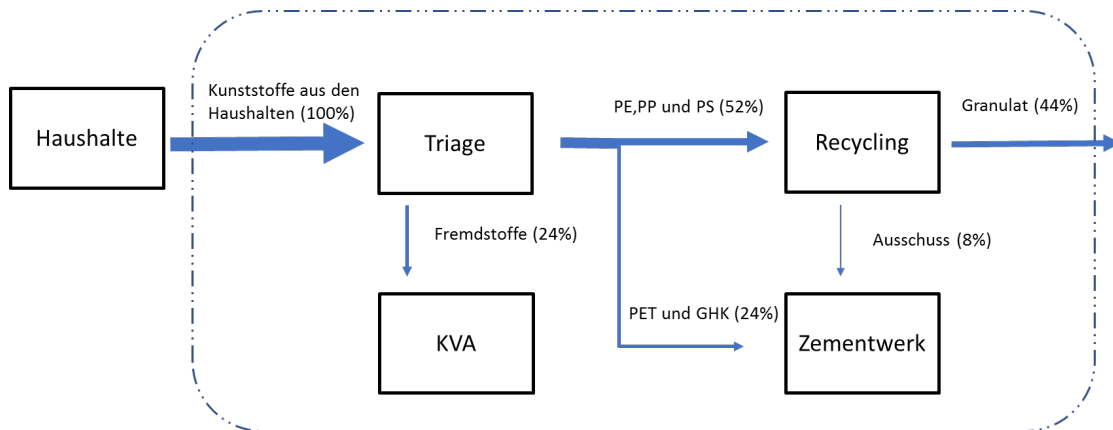 Kunststoffe aus den
Haushalten (100%)
PE,PP und PS (52%)
Granulat (44%)
Haushalte
Triage
Recycling
Fremdstoffe (24%)
Ausschuss (8%)
PET und GHK (24%)
KVA
Zementwerk